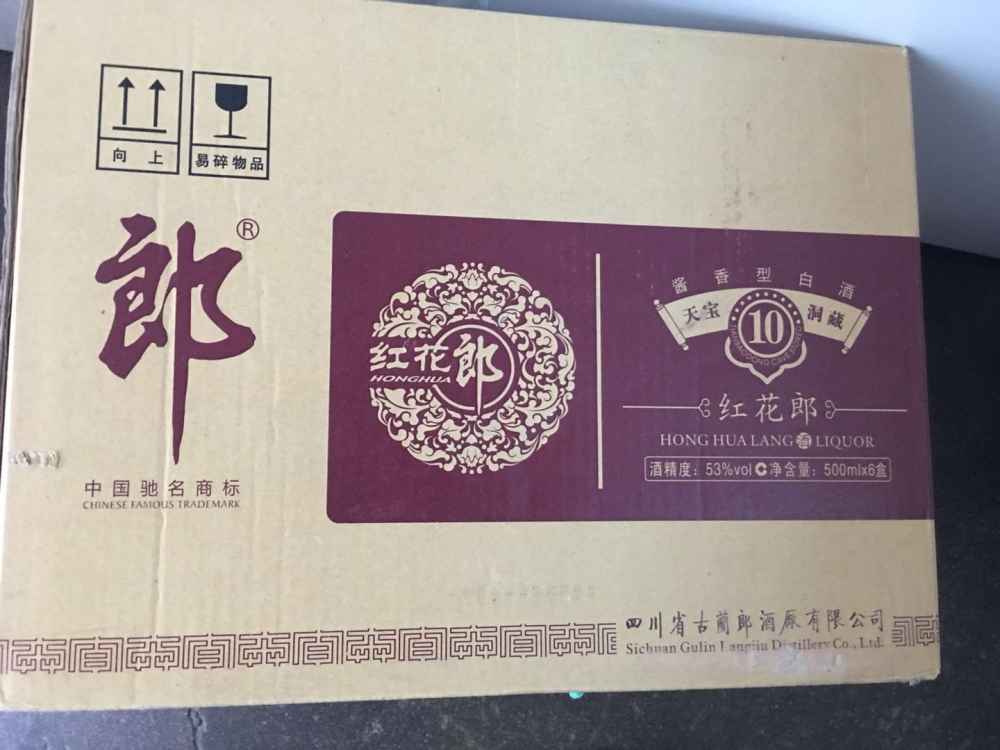 向 上
易碎物品
郎®
中国驰名商标
CHINESE FAMOUS TRADEMARK
红花郎
HONGHUA
酱香型白酒
天宝 10 洞藏
红花郎
HONG HUA LANG 酒 LIQUOR
酒精度：53%vol C净含量：500mlx6盒
四川省古蔺郎酒厂有限公司
Sichuan Gulin Langjiu Distillery Co., Ltd.